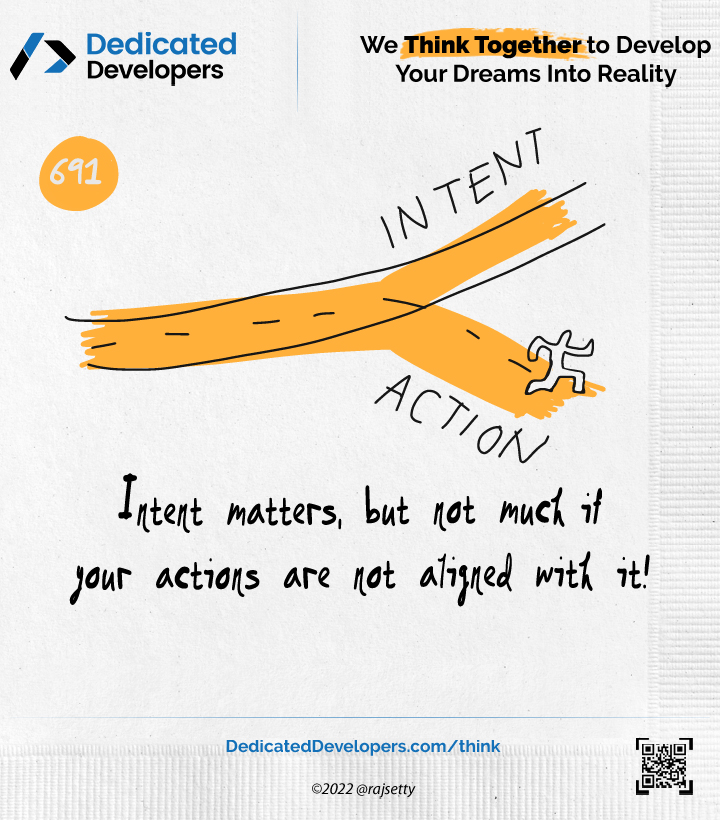 Dedicated
Developers
We Think Together to Develop
Your Dreams Into Reality
691
INTENT
ACTION
Intent matters, but not much if
your actions are not aligned with it!
DedicatedDevelopers.com/think
©2022 @rajsetty